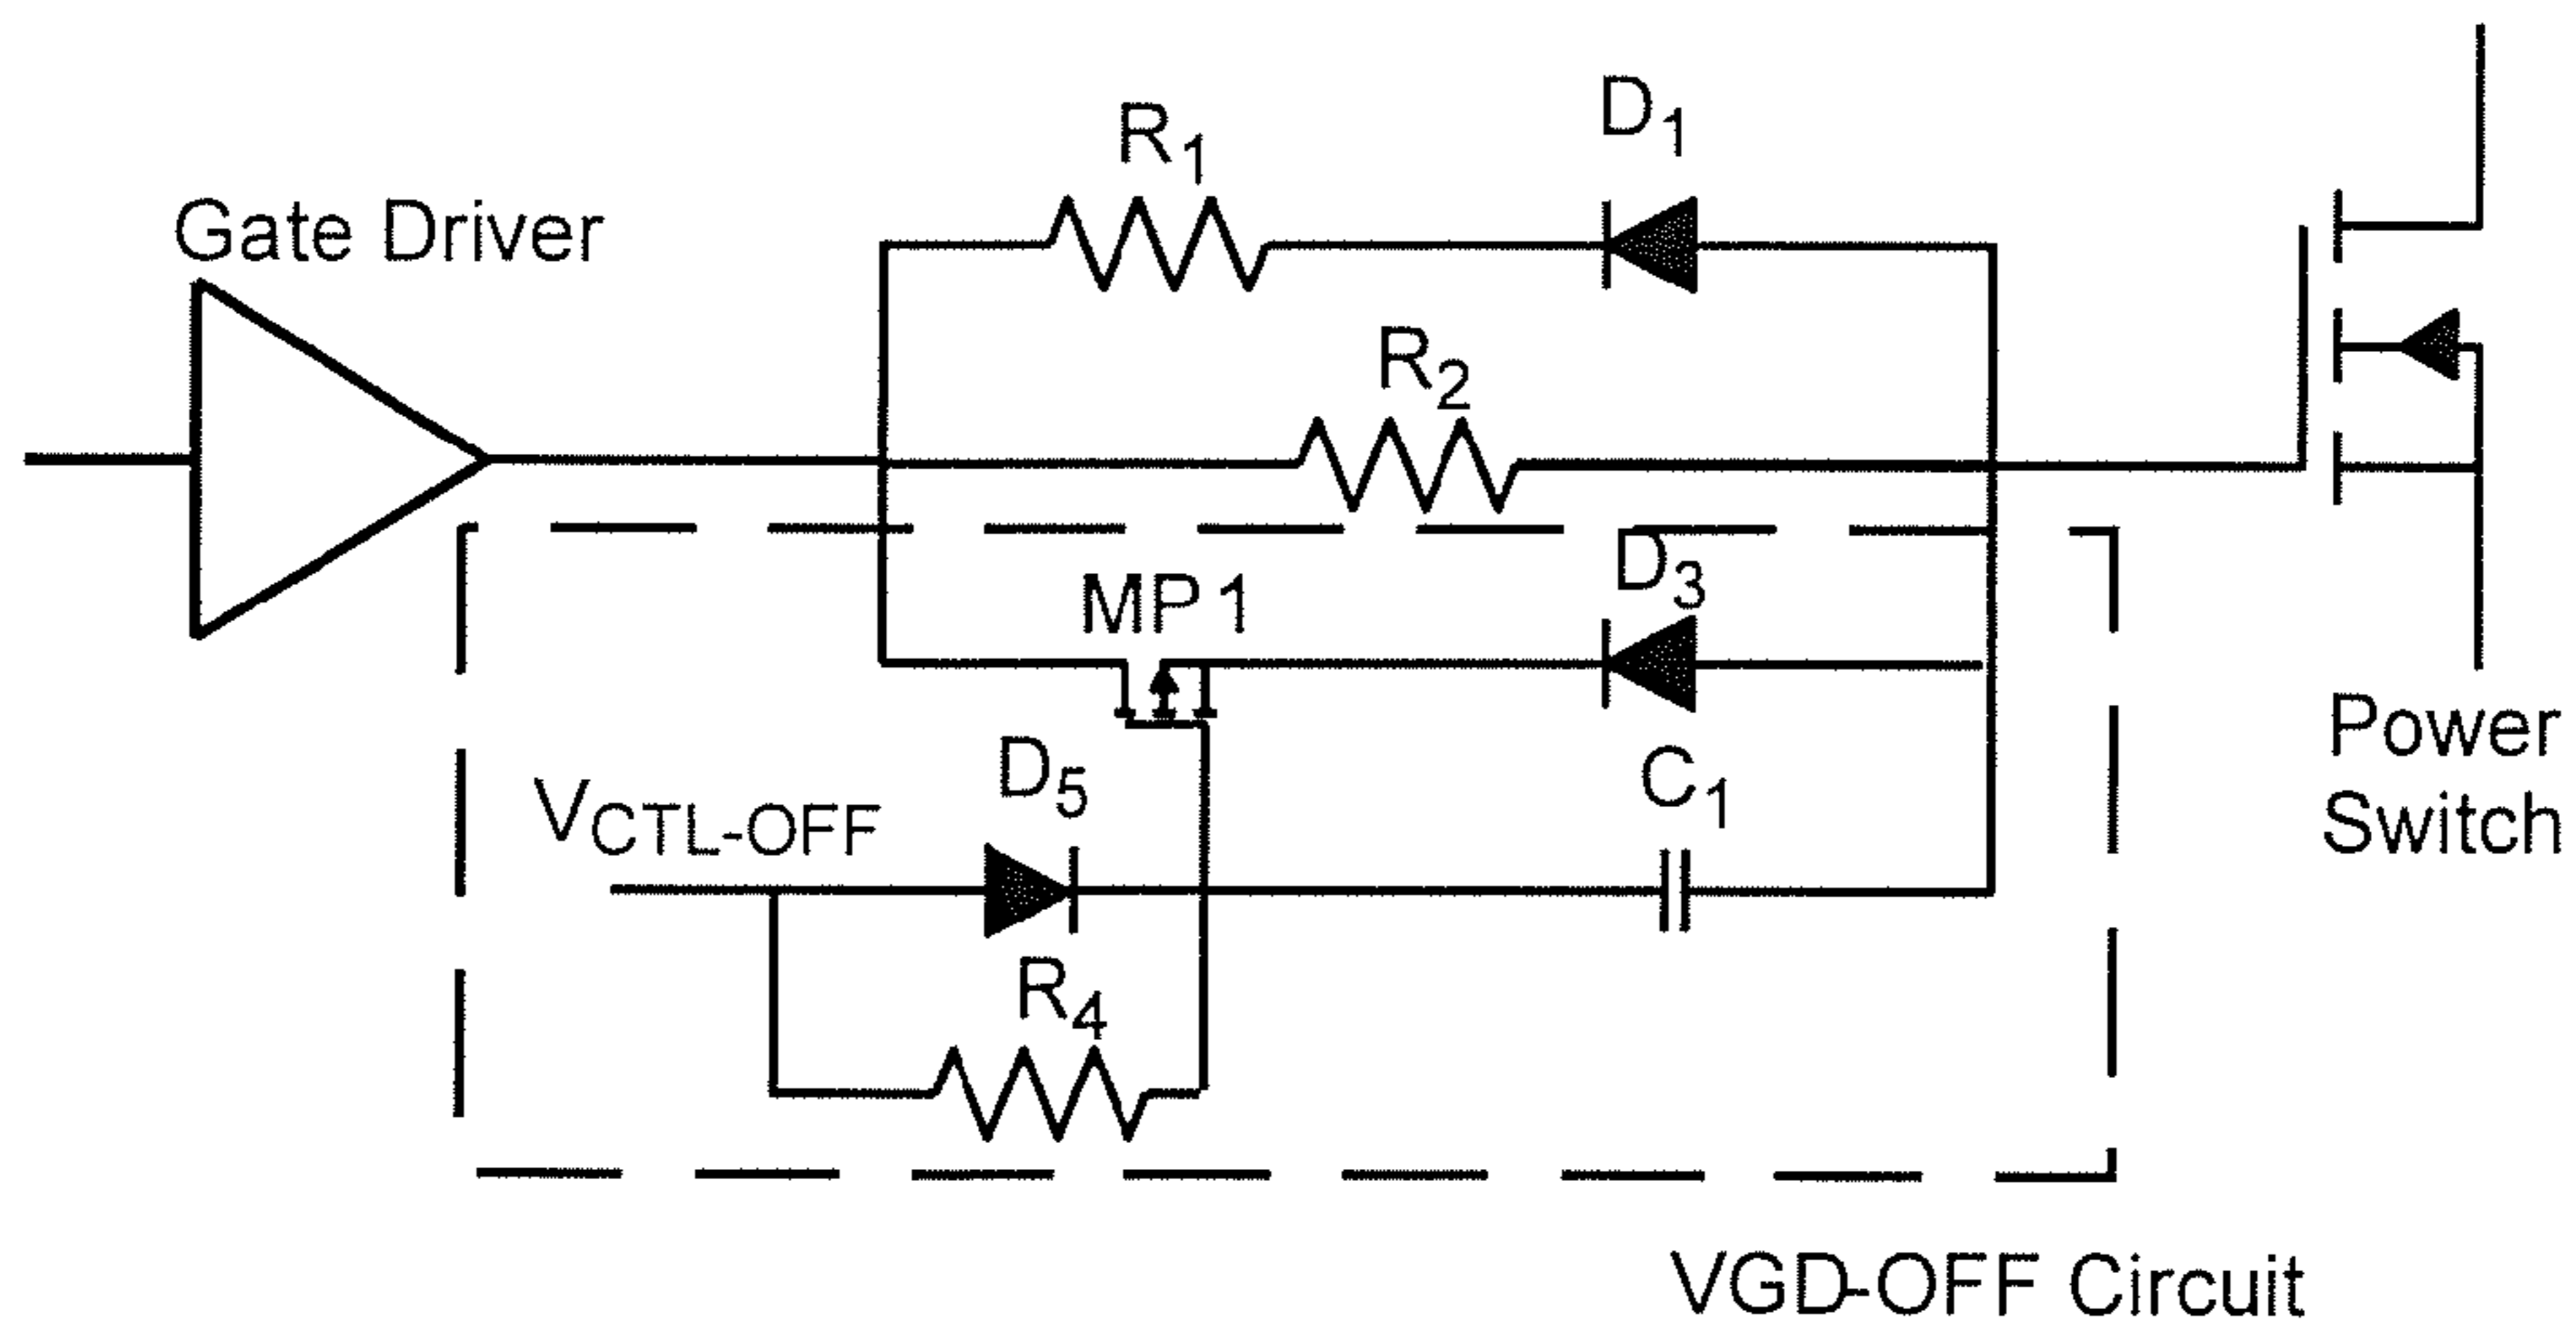 D1
R1
Gate Driver
R2
D3
MP1
Power
Switch
D5
C1
VCTL-OFF
R4
VGD-OFF Circuit